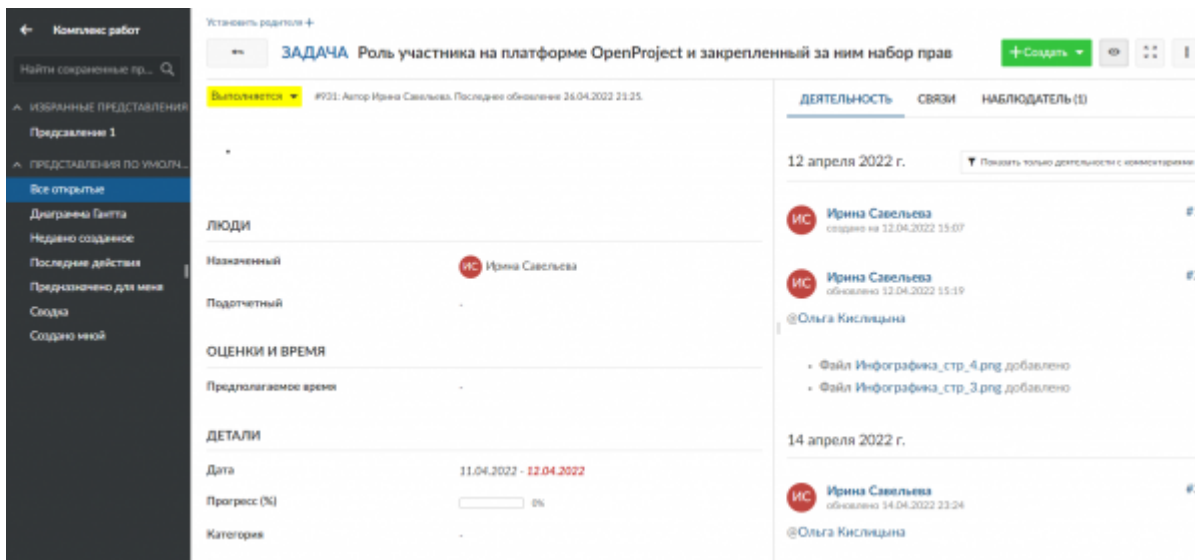 Комплекс работ
Найти сохраненные пр...
ИЗБРАННЫЕ ПРЕДСТАВЛЕНИЯ
Предсавление 1
ПРЕДСТАВЛЕНИЯ ПО УМОЛЧ...
Все открытые
Диаграмма Гантта
Недавно созданное
Последние действия
Предназначено для меня
Сводка
Создано мной
Установить родителя +
ЗАДАЧА Роль участника на платформе OpenProject и закрепленный за ним набор прав
+ Создать
Выполняется #931: Автор Ирина Савельева. Последнее обновление 26.04.2022 21:25.
ЛЮДИ
Назначенный ИС Ирина Савельева
Подотчетный -
ОЦЕНКИ И ВРЕМЯ
Предполагаемое время -
ДЕТАЛИ
Дата 11.04.2022 - 12.04.2022
Прогресс (%) 0%
Категория -
ДЕЯТЕЛЬНОСТЬ СВЯЗИ НАБЛЮДАТЕЛЬ (1)
12 апреля 2022 г. Показать только деятельности с комментариями
ИС Ирина Савельева
создано на 12.04.2022 15:07
ИС Ирина Савельева
обновлено 12.04.2022 15:19
@Ольга Кислицына
• Файл Инфографика_стр_4.png добавлено
• Файл Инфографика_стр_3.png добавлено
14 апреля 2022 г.
ИС Ирина Савельева
обновлено 14.04.2022 23:24
@Ольга Кислицына